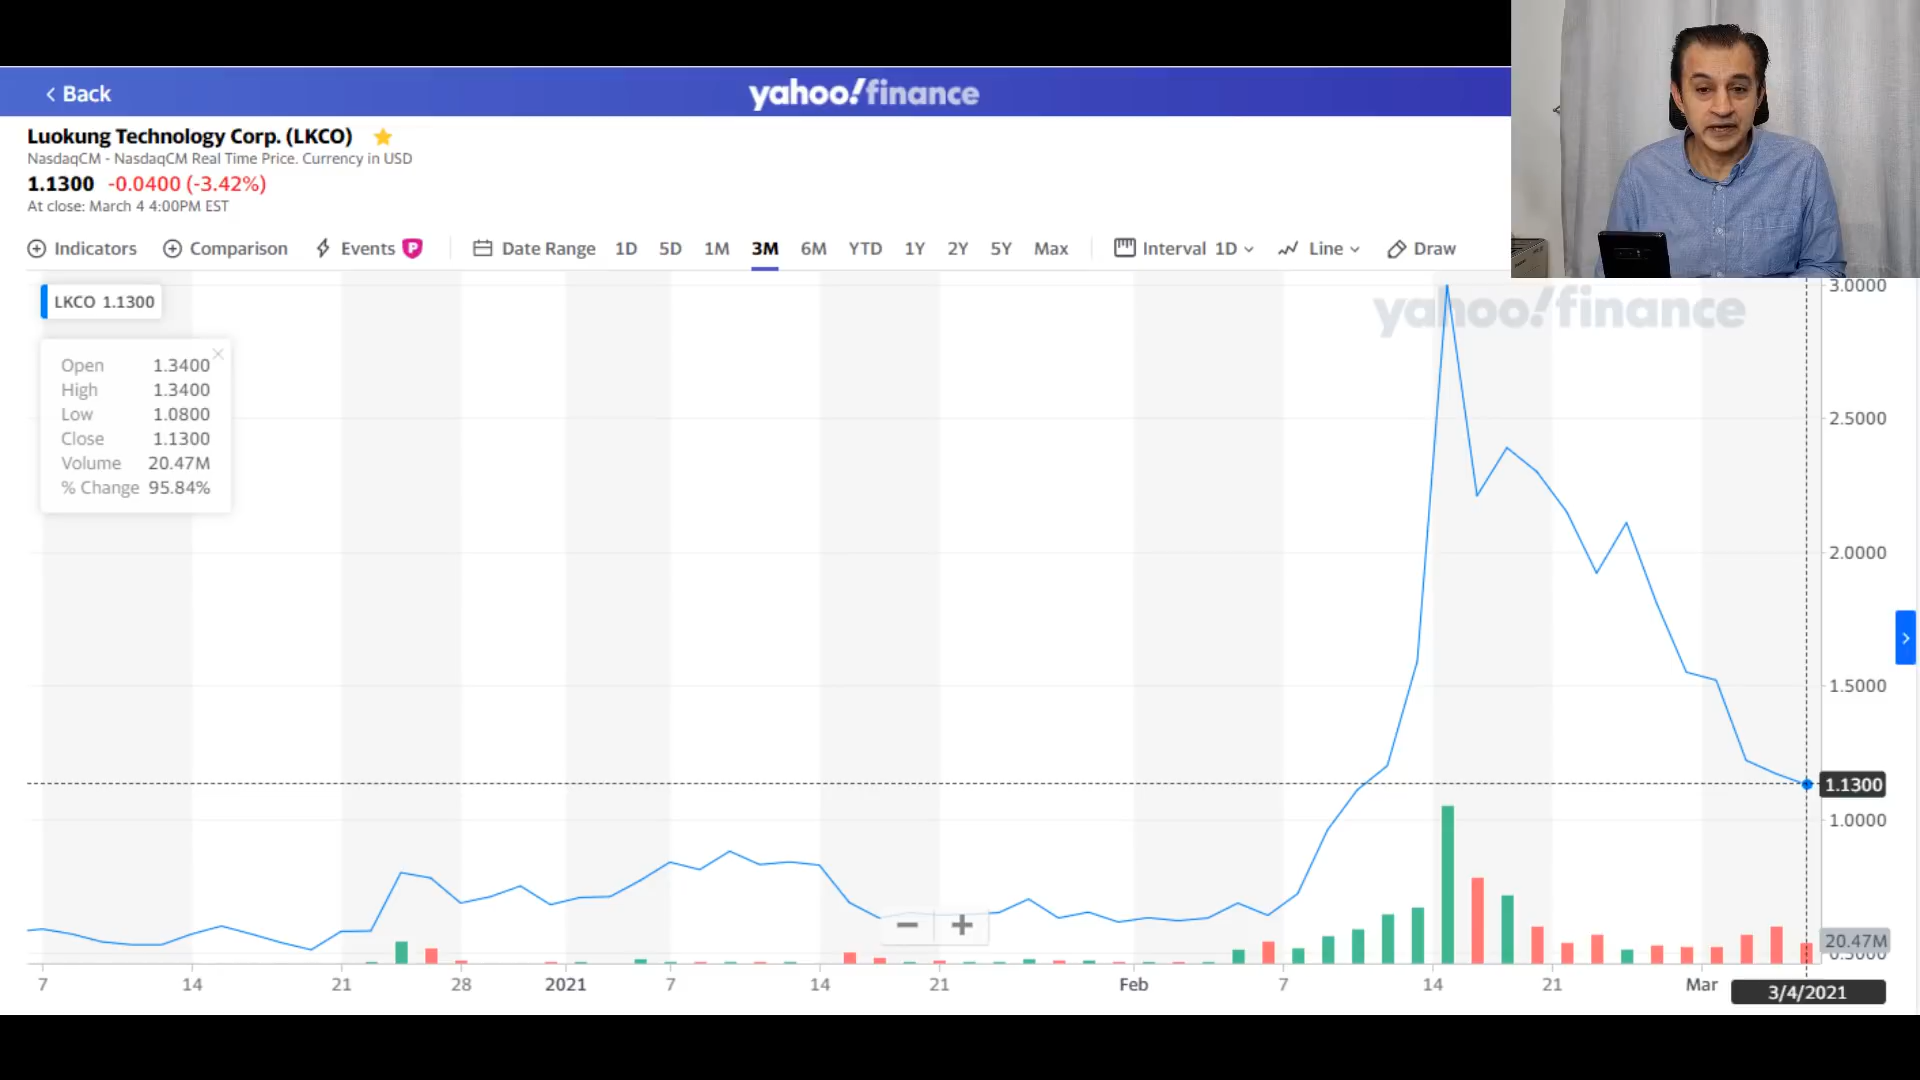 Back
yahoo!finance
Luokung Technology Corp. (LKCO)
NasdaqCM - NasdaqCM Real Time Price. Currency in USD
1.1300 -0.0400 (-3.42%)
At close: March 4 4:00PM EST
Indicators Comparison Events P Date Range 1D 5D 1M 3M 6M YTD 1Y 2Y 5Y Max Interval 1D Line Draw
LKCO 1.1300
yahoo!finance
3.0000
Open 1.3400
High 1.3400
Low 1.0800
Close 1.1300
Volume 20.47M
% Change 95.84%
2.5000
2.0000
1.5000
1.1300
1.0000
20.47M
0.5000
7 14 21 28 2021 7 14 21 Feb 7 14 21 Mar 3/4/2021